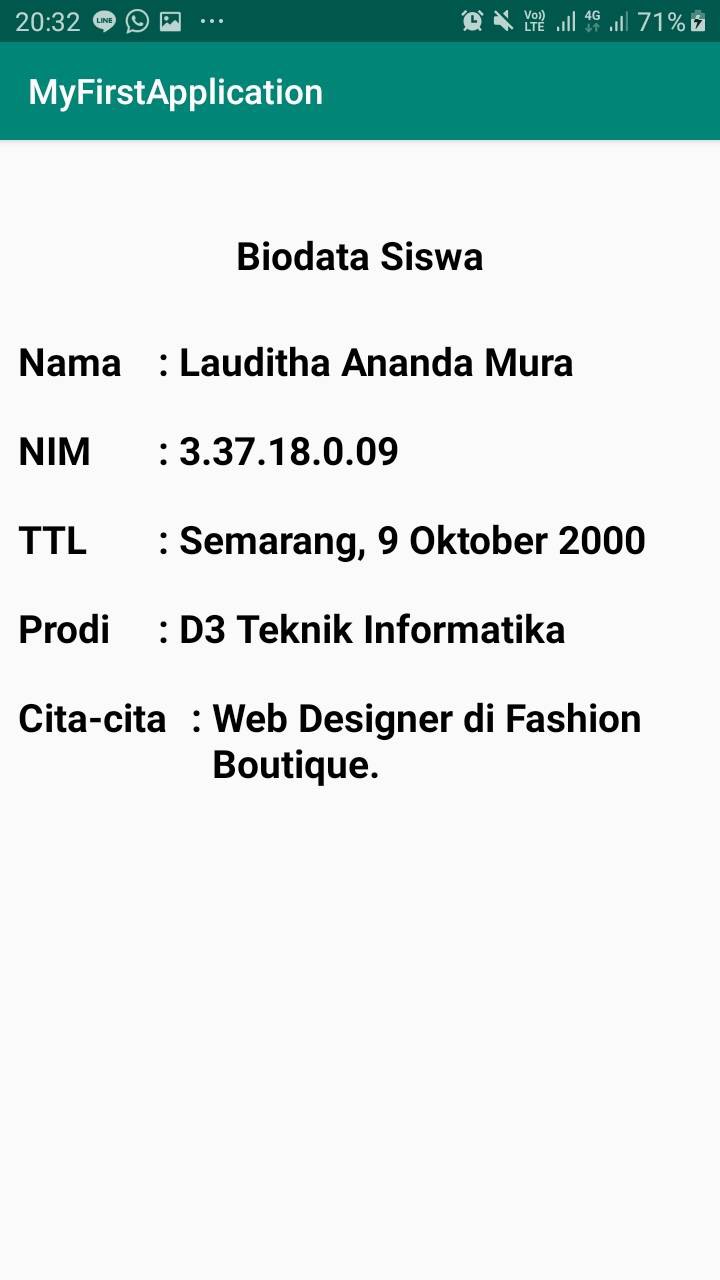 20:32 LINE Vo)) LTE 4G 71%
MyFirstApplication
Biodata Siswa
Nama : Lauditha Ananda Mura
NIM : 3.37.18.0.09
TTL : Semarang, 9 Oktober 2000
Prodi : D3 Teknik Informatika
Cita-cita : Web Designer di Fashion
Boutique.